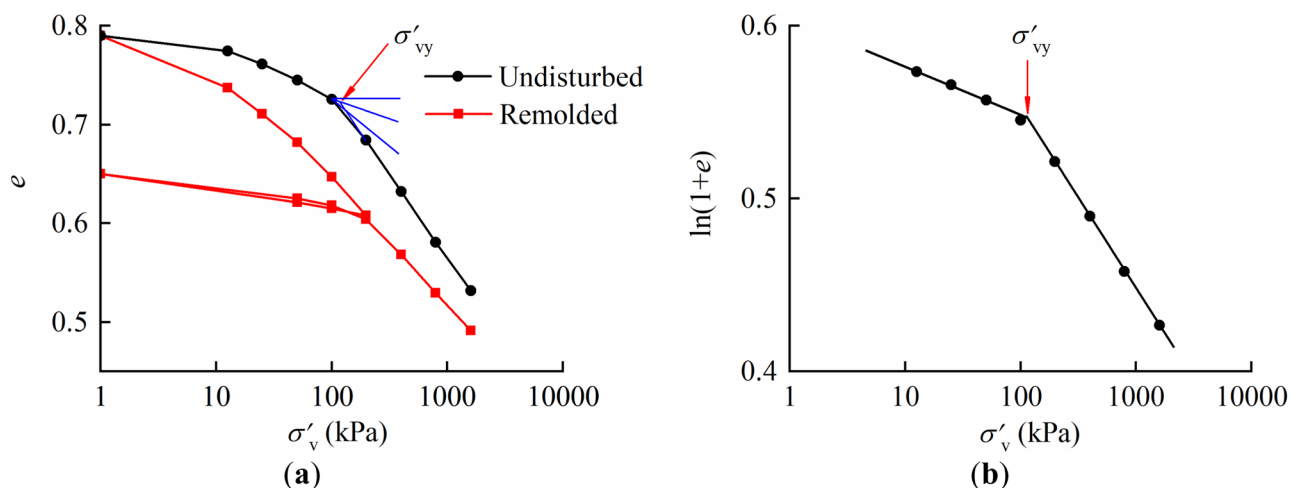 0.8
0.7
0.6
0.5
e
σ′vy
Undisturbed
Remolded
1
10
100
1000
10000
σ′v (kPa)
(a)
0.6
0.5
0.4
ln(1+e)
σ′vy
1
10
100
1000
10000
σ′v (kPa)
(b)